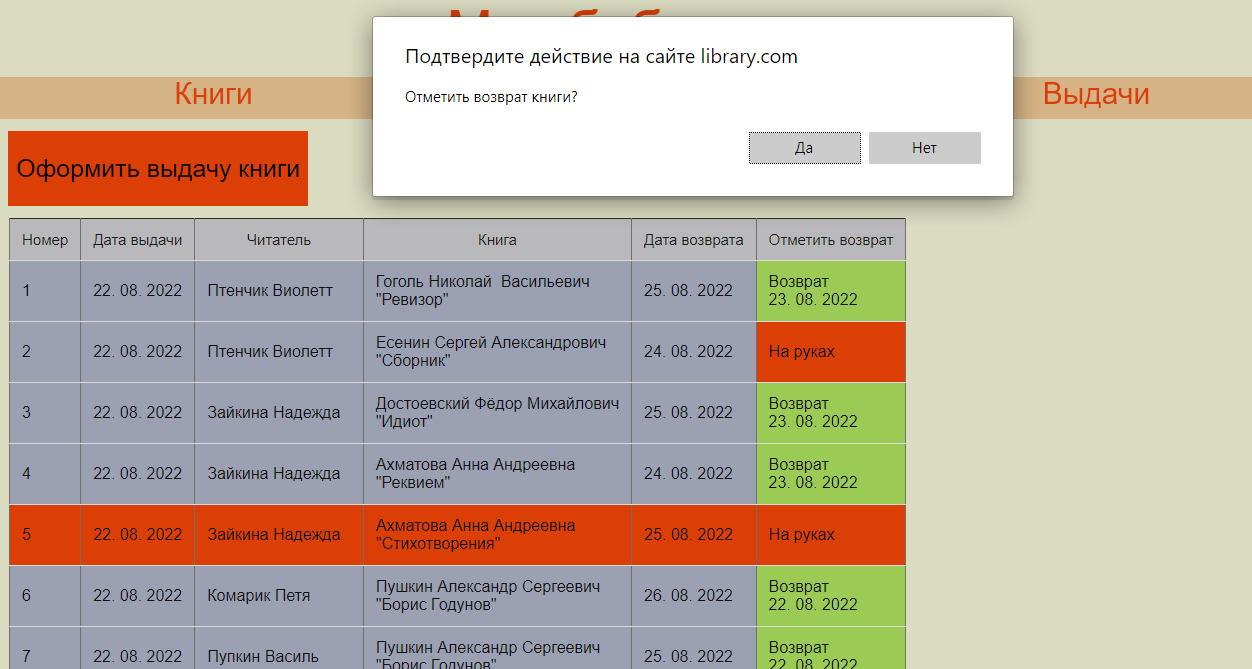 Подтвердите действие на сайте library.com
Отметить возврат книги?
Да Нет
Книги Выдачи
Оформить выдачу книги
Номер Дата выдачи Читатель Книга Дата возврата Отметить возврат
1 22. 08. 2022 Птенчик Виолетт Гоголь Николай Васильевич "Ревизор" 25. 08. 2022 Возврат 23. 08. 2022
2 22. 08. 2022 Птенчик Виолетт Есенин Сергей Александрович "Сборник" 24. 08. 2022 На руках
3 22. 08. 2022 Зайкина Надежда Достоевский Фёдор Михайлович "Идиот" 25. 08. 2022 Возврат 23. 08. 2022
4 22. 08. 2022 Зайкина Надежда Ахматова Анна Андреевна "Реквием" 24. 08. 2022 Возврат 23. 08. 2022
5 22. 08. 2022 Зайкина Надежда Ахматова Анна Андреевна "Стихотворения" 25. 08. 2022 На руках
6 22. 08. 2022 Комарик Петя Пушкин Александр Сергеевич "Борис Годунов" 26. 08. 2022 Возврат 22. 08. 2022
7 22. 08. 2022 Пупкин Василь Пушкин Александр Сергеевич "Борис Годунов" 25. 08. 2022 Возврат 22. 08. 2022